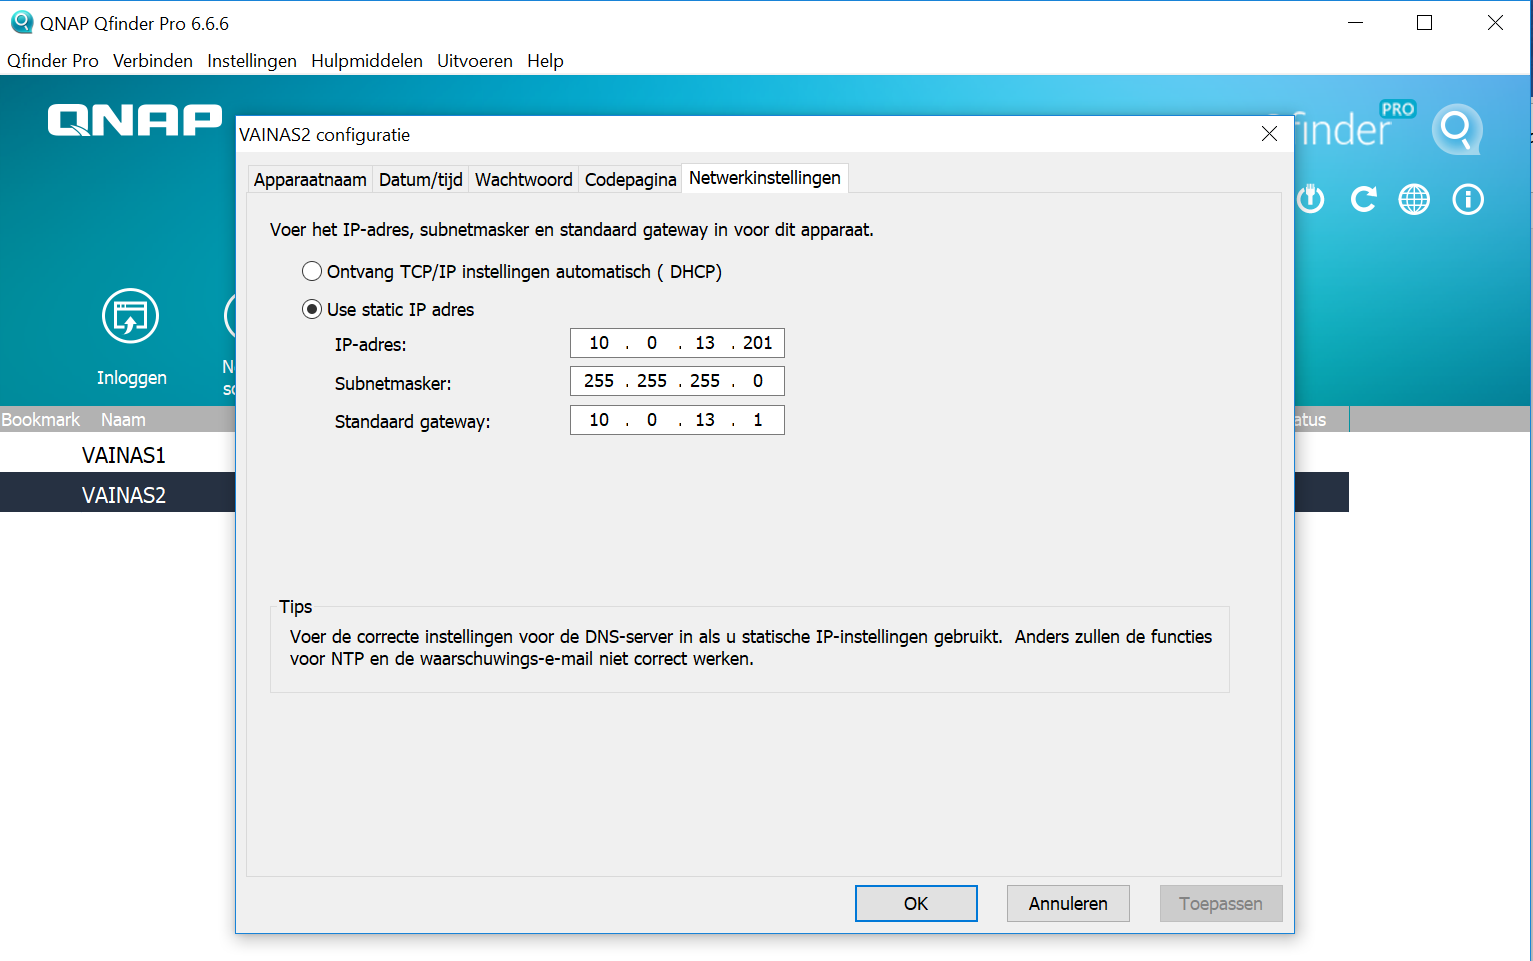 QNAP Qfinder Pro 6.6.6
Qfinder Pro Verbinden Instellingen Hulpmiddelen Uitvoeren Help
QNAP
finder PRO
VAINAS2 configuratie
Apparaatnaam Datum/tijd Wachtwoord Codepagina Netwerkinstellingen
Voer het IP-adres, subnetmasker en standaard gateway in voor dit apparaat.
Ontvang TCP/IP instellingen automatisch ( DHCP)
Use static IP adres
IP-adres: 10 . 0 . 13 . 201
Subnetmasker: 255 . 255 . 255 . 0
Standaard gateway: 10 . 0 . 13 . 1
Inloggen
Bookmark Naam atus
VAINAS1
VAINAS2
Tips
Voer de correcte instellingen voor de DNS-server in als u statische IP-instellingen gebruikt. Anders zullen de functies
voor NTP en de waarschuwings-e-mail niet correct werken.
OK Annuleren Toepassen